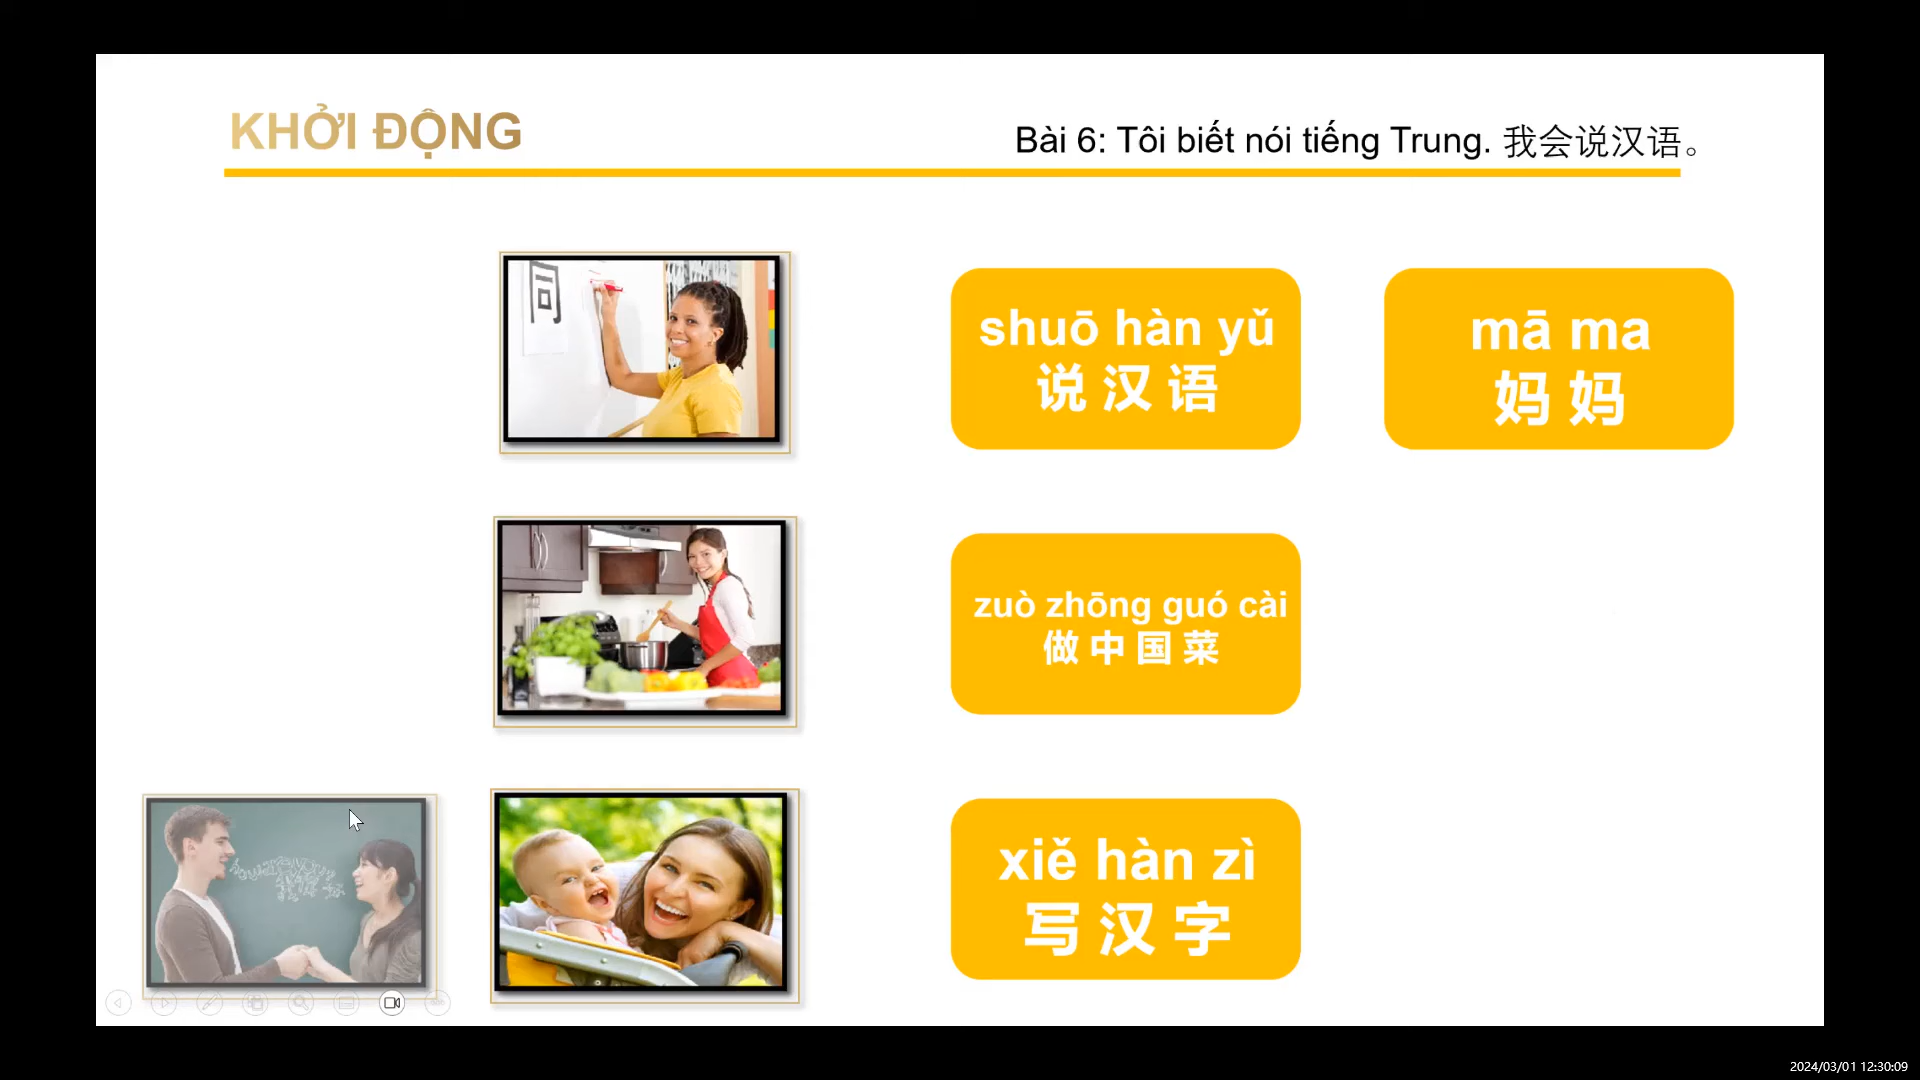 KHỞI ĐỘNG
Bài 6: Tôi biết nói tiếng Trung. 我会说汉语。
同
shuō hàn yǔ
说 汉 语
mā ma
妈 妈
zuò zhōng guó cài
做 中 国 菜
xiě hàn zì
写 汉 字
2024/03/01 12:30:09